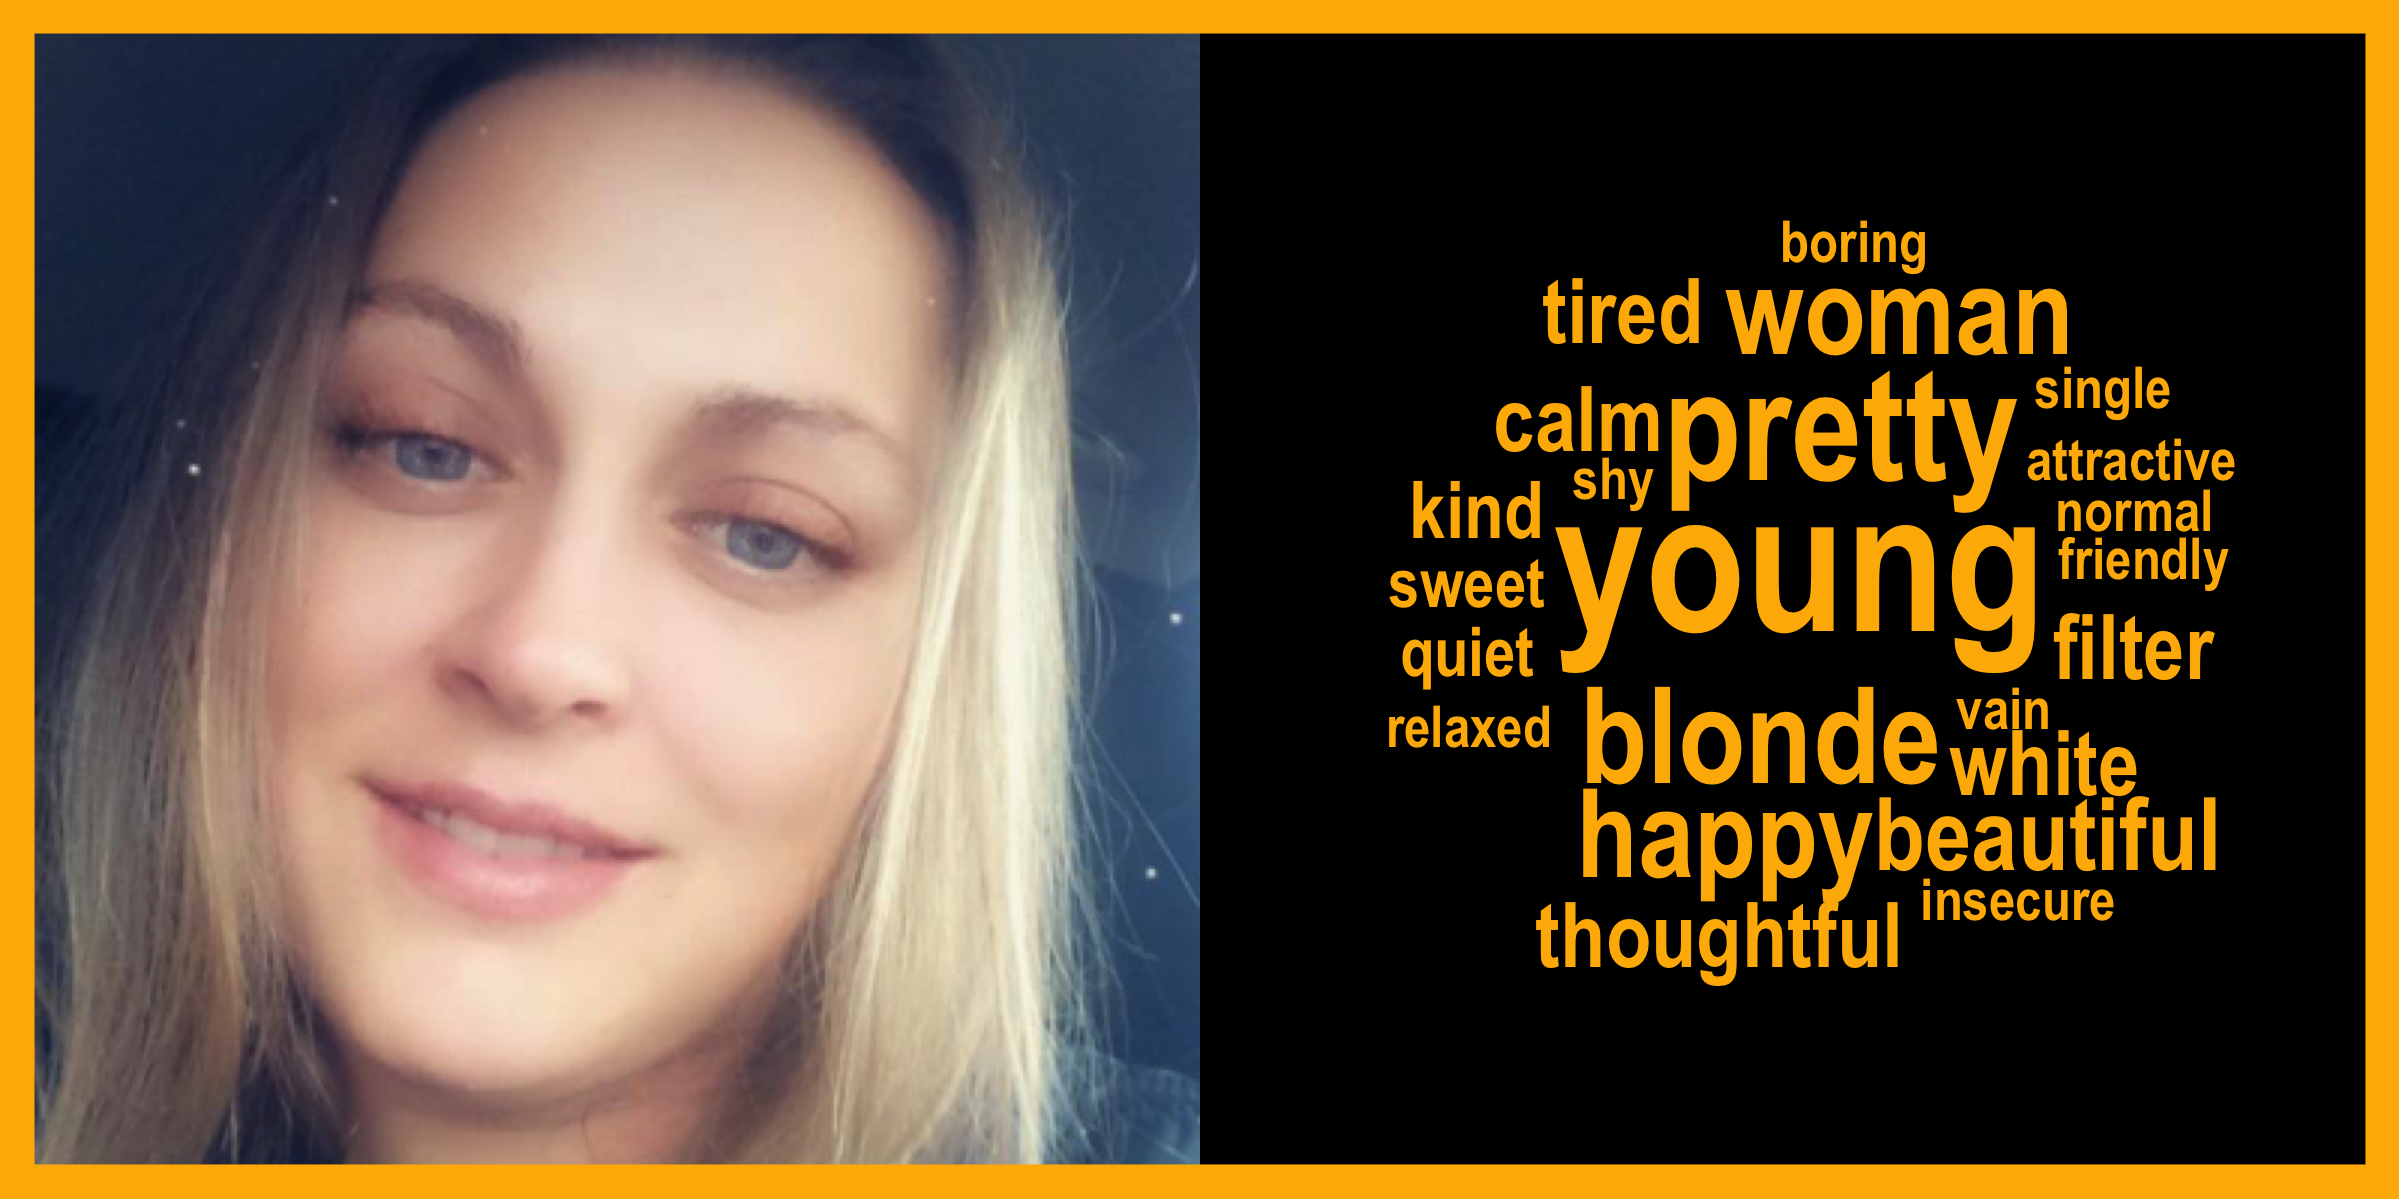 boring
tired woman
single
calm pretty
attractive
shy
kind
normal
young
friendly
sweet
filter
quiet
vain
relaxed blonde
white
happy beautiful
insecure
thoughtful